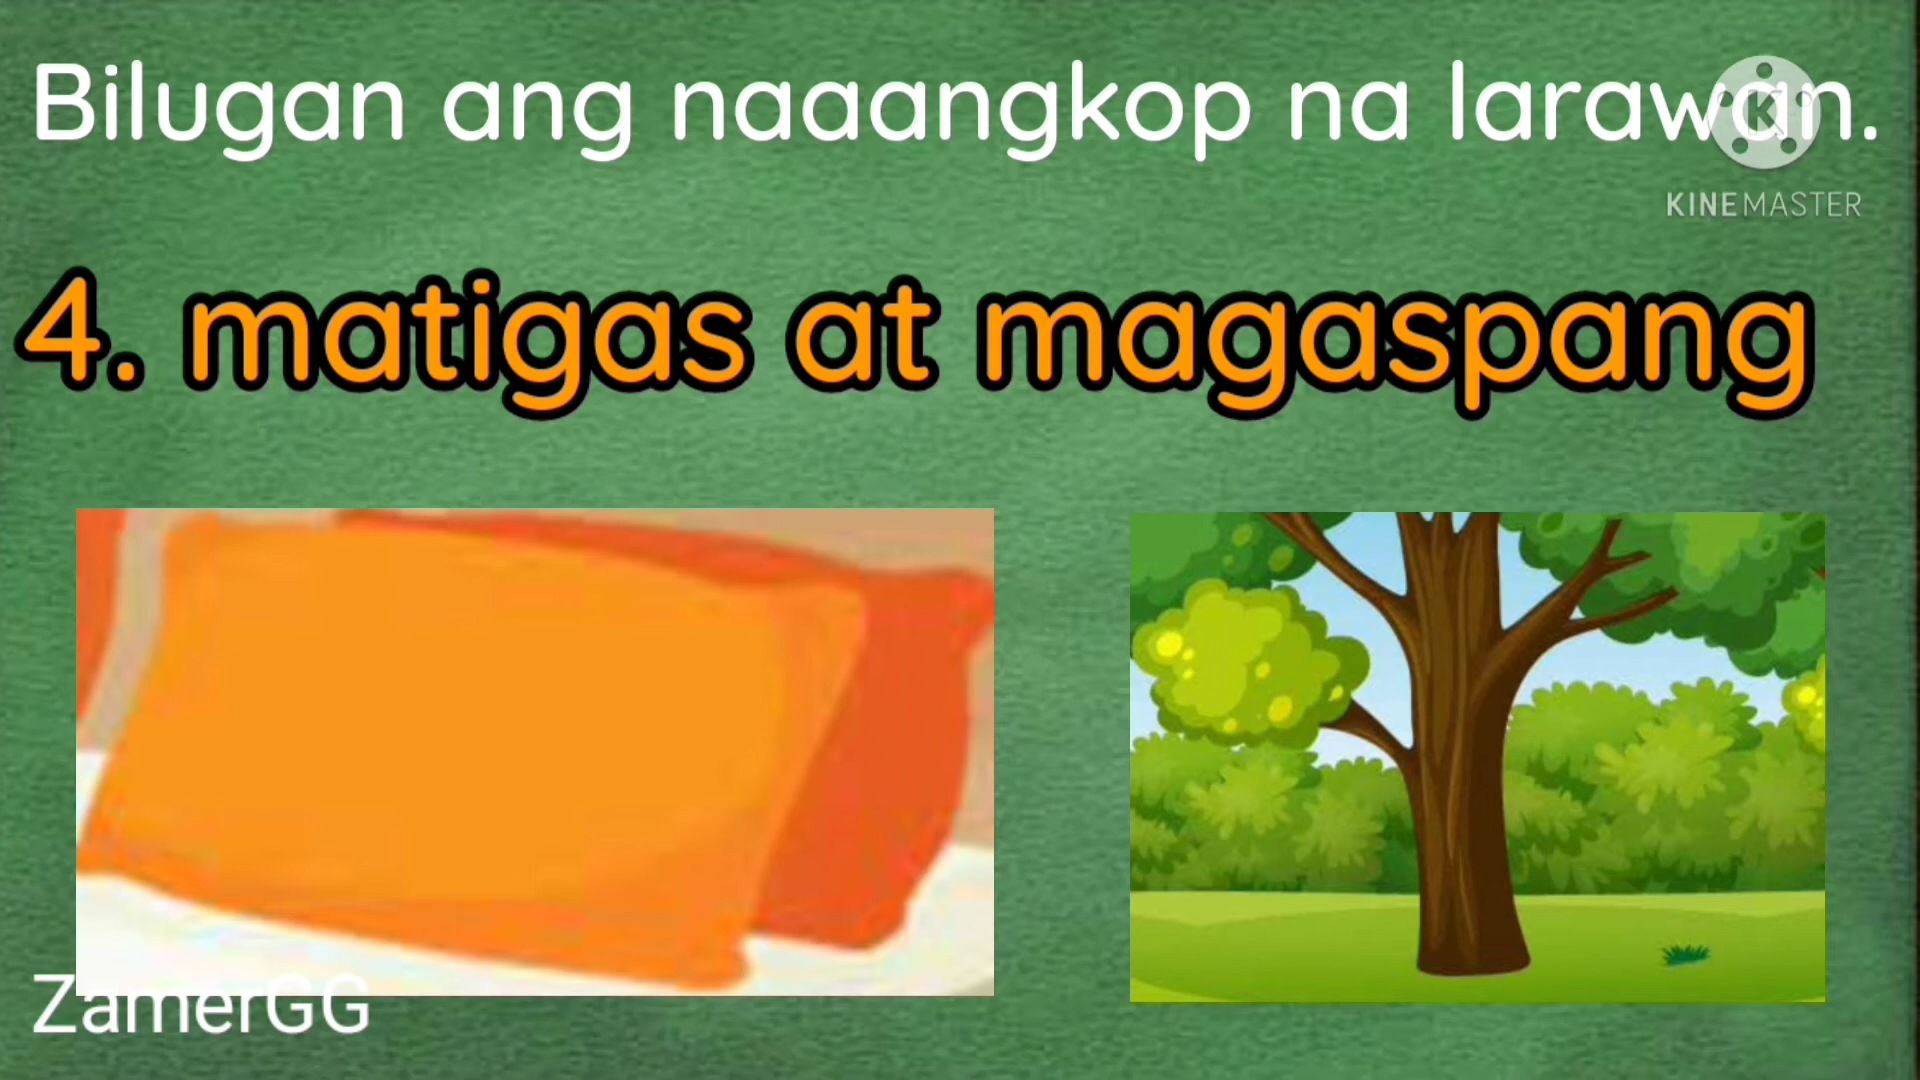 Bilugan ang naaangkop na larawan.
KINEMASTER
4. matigas at magaspang
ZamerGG